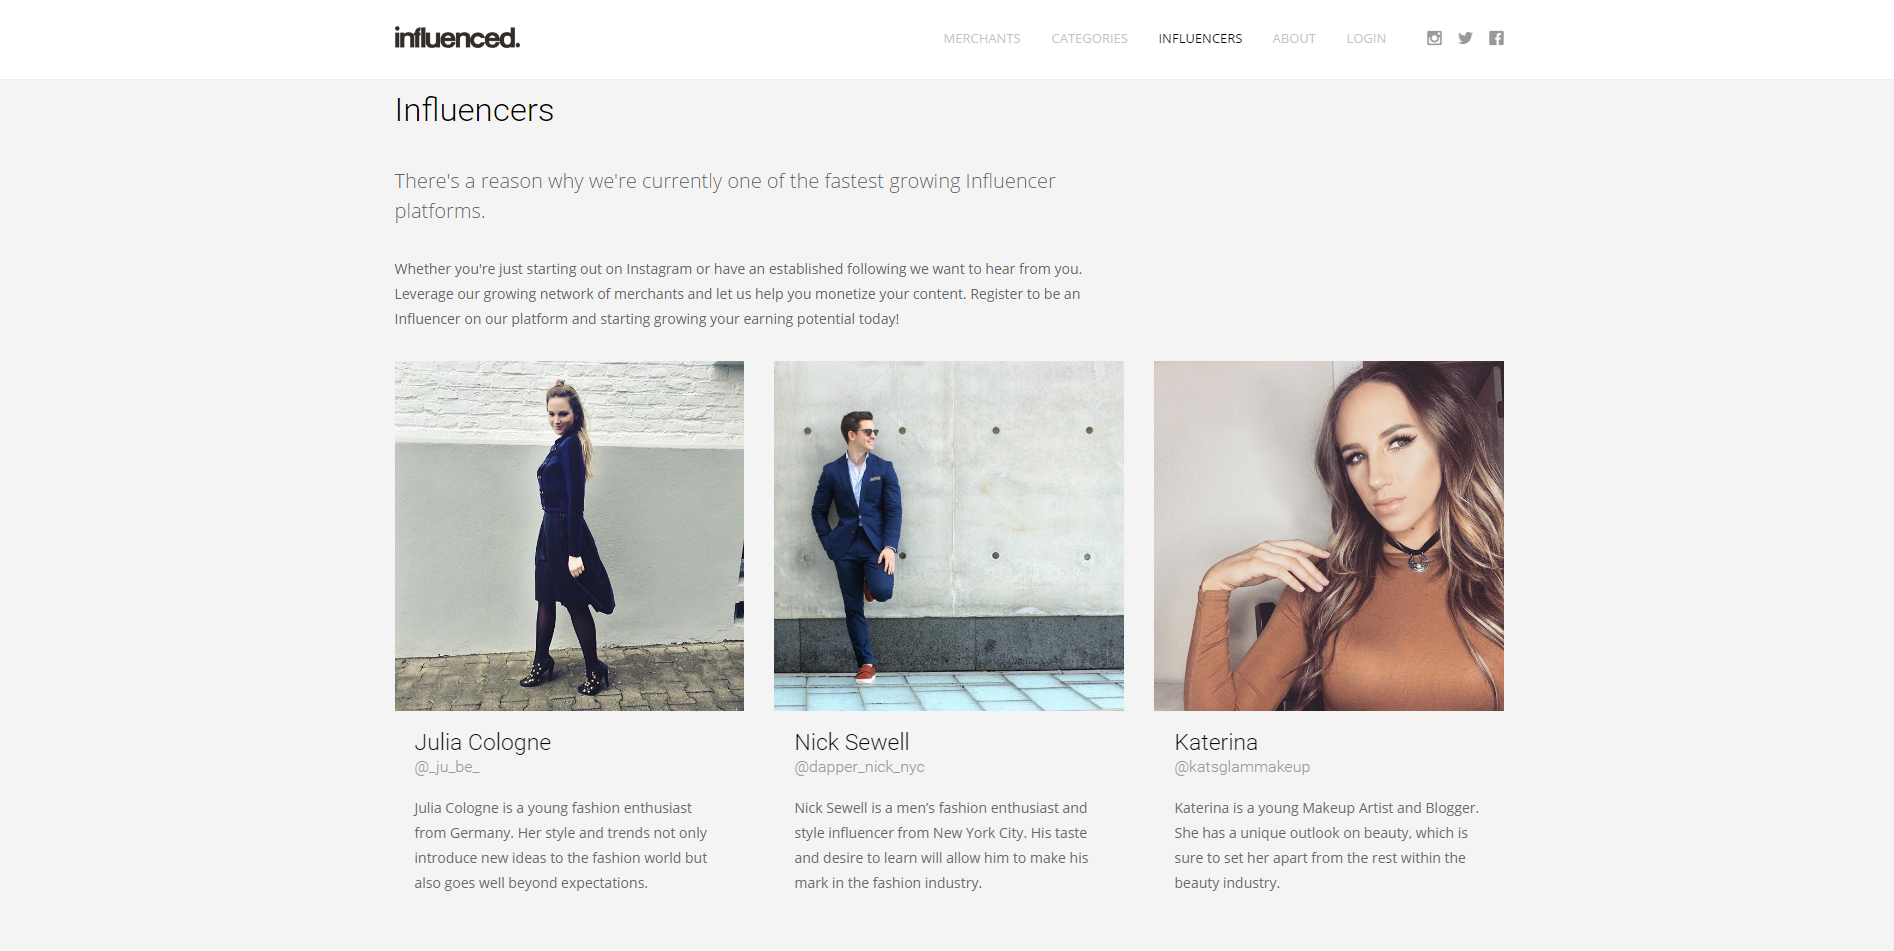 influenced.
MERCHANTS
CATEGORIES
INFLUENCERS
ABOUT
LOGIN
Influencers
There's a reason why we're currently one of the fastest growing Influencer
platforms.
Whether you're just starting out on Instagram or have an established following we want to hear from you.
Leverage our growing network of merchants and let us help you monetize your content. Register to be an
Influencer on our platform and starting growing your earning potential today!
Julia Cologne
@_ju_be_
Julia Cologne is a young fashion enthusiast
from Germany. Her style and trends not only
introduce new ideas to the fashion world but
also goes well beyond expectations.
Nick Sewell
@dapper_nick_nyc
Nick Sewell is a men’s fashion enthusiast and
style influencer from New York City. His taste
and desire to learn will allow him to make his
mark in the fashion industry.
Katerina
@katsglammakeup
Katerina is a young Makeup Artist and Blogger.
She has a unique outlook on beauty, which is
sure to set her apart from the rest within the
beauty industry.